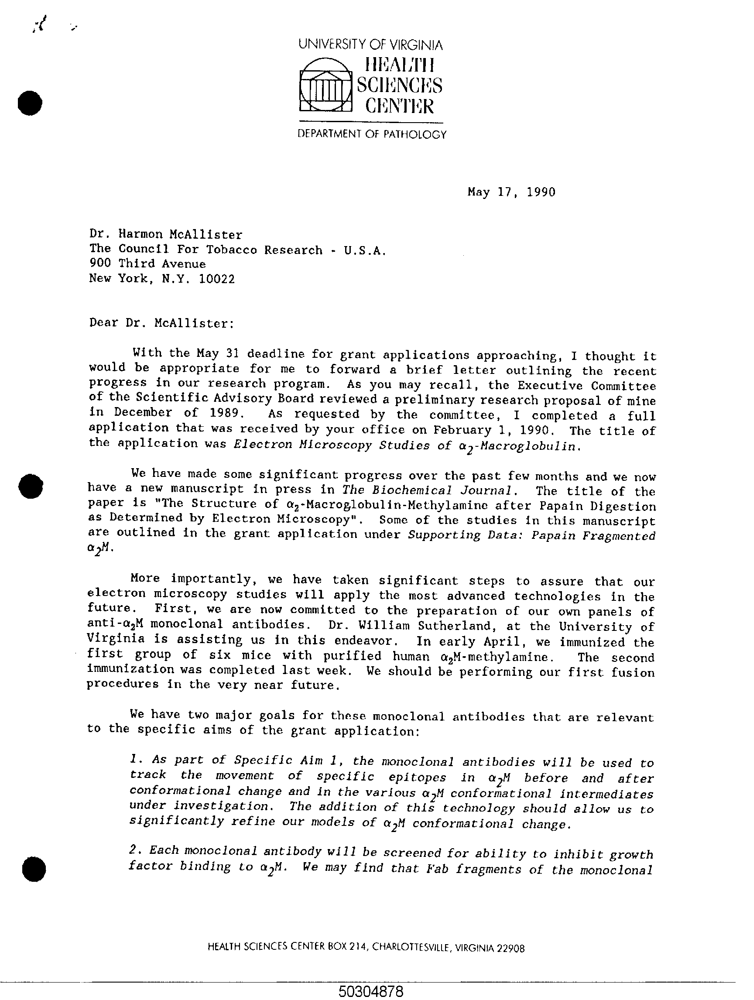 UNIVERSITY OF VIRGINIA
HEALTH
SCIENCES
CENTER
DEPARTMENT OF PATHOLOGY
May 17, 1990
Dr. Harmon McAllister
The Council For Tobacco Research - U.S.A.
900 Third Avenue
New York, N.Y. 10022
Dear Dr. McAllister:
With the May 31 deadline for grant applications approaching, I thought it
would be appropriate for me to forward a brief letter outlining the recent
progress in our research program. As you may recall, the Executive Committee
of the Scientific Advisory Board reviewed a preliminary research proposal of mine
in December of 1989. As requested by the committee, I completed a full
application that was received by your office on February 1, 1990. The title of
the application was Electron Microscopy Studies of α₂-Macroglobulin.
We have made some significant progress over the past few months and we now
have a new manuscript in press in The Biochemical Journal. The title of the
paper is "The Structure of α₂-Macroglobulin-Methylamine after Papain Digestion
as Determined by Electron Microscopy". Some of the studies in this manuscript
are outlined in the grant application under Supporting Data: Papain Fragmented
α₂M.
More importantly, we have taken significant steps to assure that our
electron microscopy studies will apply the most advanced technologies in the
future. First, we are now committed to the preparation of our own panels of
anti-α₂M monoclonal antibodies. Dr. William Sutherland, at the University of
Virginia is assisting us in this endeavor. In early April, we immunized the
first group of six mice with purified human α₂M-methylamine. The second
immunization was completed last week. We should be performing our first fusion
procedures in the very near future.
We have two major goals for these monoclonal antibodies that are relevant
to the specific aims of the grant application:
1. As part of Specific Aim 1, the monoclonal antibodies will be used to
track the movement of specific epitopes in α₂M before and after
conformational change and in the various α₂M conformational intermediates
under investigation. The addition of this technology should allow us to
significantly refine our models of α₂M conformational change.
2. Each monoclonal antibody will be screened for ability to inhibit growth
factor binding to α₂M. We may find that Fab fragments of the monoclonal
HEALTH SCIENCES CENTER BOX 214, CHARLOTTESVILLE, VIRGINIA 22908
50304878